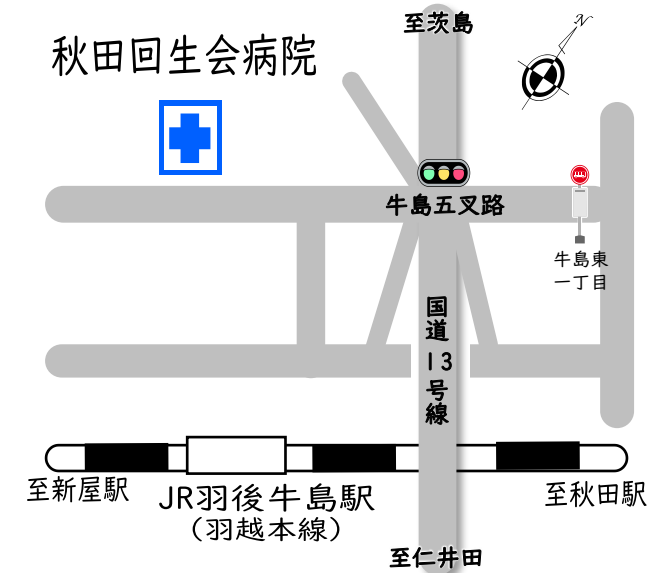 至茨島
N
秋田回生会病院
牛島五叉路
牛島東
一丁目
国道13号線
至新屋駅
JR羽後牛島駅
（羽越本線）
至秋田駅
至仁井田